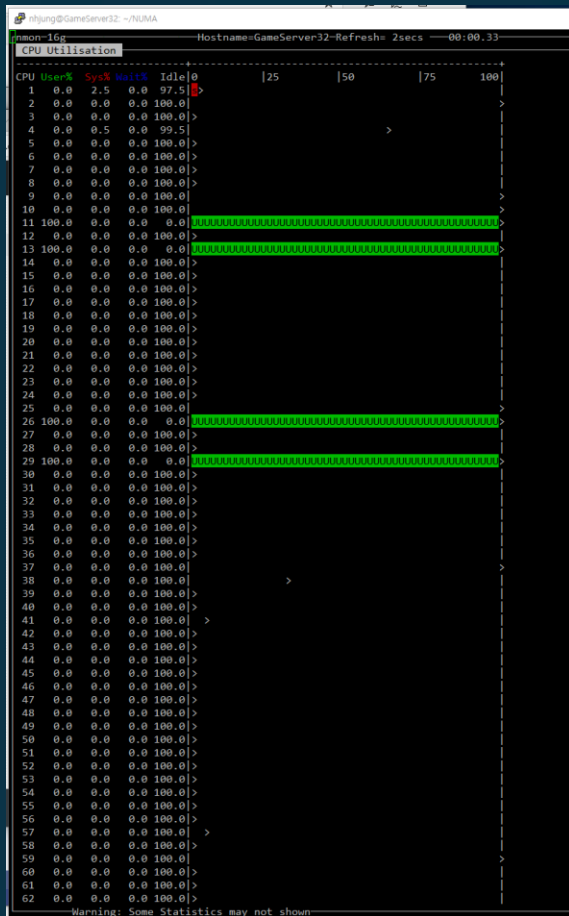 nhjung@GameServer32: ~/NUMA
nmon-16g Hostname=GameServer32 Refresh= 2secs 00:00.33
CPU Utilisation
CPU User% Sys% Wait% Idle|0 |25 |50 |75 100|
1 0.0 2.5 0.0 97.5|s>
2 0.0 0.0 0.0 100.0| >
3 0.0 0.0 0.0 100.0|> |
4 0.0 0.5 0.0 99.5| > |
5 0.0 0.0 0.0 100.0|> |
6 0.0 0.0 0.0 100.0|> |
7 0.0 0.0 0.0 100.0|> |
8 0.0 0.0 0.0 100.0|> |
9 0.0 0.0 0.0 100.0| >
10 0.0 0.0 0.0 100.0| >
11 100.0 0.0 0.0 0.0|UUUUUUUUUUUUUUUUUUUUUUUUUUUUUUUUUUUUUUUUUUUUUUUUUU>
12 0.0 0.0 0.0 100.0|> |
13 100.0 0.0 0.0 0.0|UUUUUUUUUUUUUUUUUUUUUUUUUUUUUUUUUUUUUUUUUUUUUUUUUU>
14 0.0 0.0 0.0 100.0|> |
15 0.0 0.0 0.0 100.0|> |
16 0.0 0.0 0.0 100.0|> |
17 0.0 0.0 0.0 100.0|> |
18 0.0 0.0 0.0 100.0|> |
19 0.0 0.0 0.0 100.0|> |
20 0.0 0.0 0.0 100.0|> |
21 0.0 0.0 0.0 100.0|> |
22 0.0 0.0 0.0 100.0|> |
23 0.0 0.0 0.0 100.0|> |
24 0.0 0.0 0.0 100.0|> |
25 0.0 0.0 0.0 100.0| >
26 100.0 0.0 0.0 0.0|UUUUUUUUUUUUUUUUUUUUUUUUUUUUUUUUUUUUUUUUUUUUUUUUUU>
27 0.0 0.0 0.0 100.0|> |
28 0.0 0.0 0.0 100.0|> |
29 100.0 0.0 0.0 0.0|UUUUUUUUUUUUUUUUUUUUUUUUUUUUUUUUUUUUUUUUUUUUUUUUUU>
30 0.0 0.0 0.0 100.0|> |
31 0.0 0.0 0.0 100.0|> |
32 0.0 0.0 0.0 100.0|> |
33 0.0 0.0 0.0 100.0|> |
34 0.0 0.0 0.0 100.0|> |
35 0.0 0.0 0.0 100.0|> |
36 0.0 0.0 0.0 100.0|> |
37 0.0 0.0 0.0 100.0| >
38 0.0 0.0 0.0 100.0| > |
39 0.0 0.0 0.0 100.0|> |
40 0.0 0.0 0.0 100.0|> |
41 0.0 0.0 0.0 100.0| > |
42 0.0 0.0 0.0 100.0|> |
43 0.0 0.0 0.0 100.0|> |
44 0.0 0.0 0.0 100.0|> |
45 0.0 0.0 0.0 100.0|> |
46 0.0 0.0 0.0 100.0|> |
47 0.0 0.0 0.0 100.0|> |
48 0.0 0.0 0.0 100.0|> |
49 0.0 0.0 0.0 100.0|> |
50 0.0 0.0 0.0 100.0|> |
51 0.0 0.0 0.0 100.0|> |
52 0.0 0.0 0.0 100.0|> |
53 0.0 0.0 0.0 100.0|> |
54 0.0 0.0 0.0 100.0|> |
55 0.0 0.0 0.0 100.0|> |
56 0.0 0.0 0.0 100.0|> |
57 0.0 0.0 0.0 100.0| > |
58 0.0 0.0 0.0 100.0|> |
59 0.0 0.0 0.0 100.0| >
60 0.0 0.0 0.0 100.0|> |
61 0.0 0.0 0.0 100.0|> |
62 0.0 0.0 0.0 100.0|> |
Warning: Some Statistics may not shown